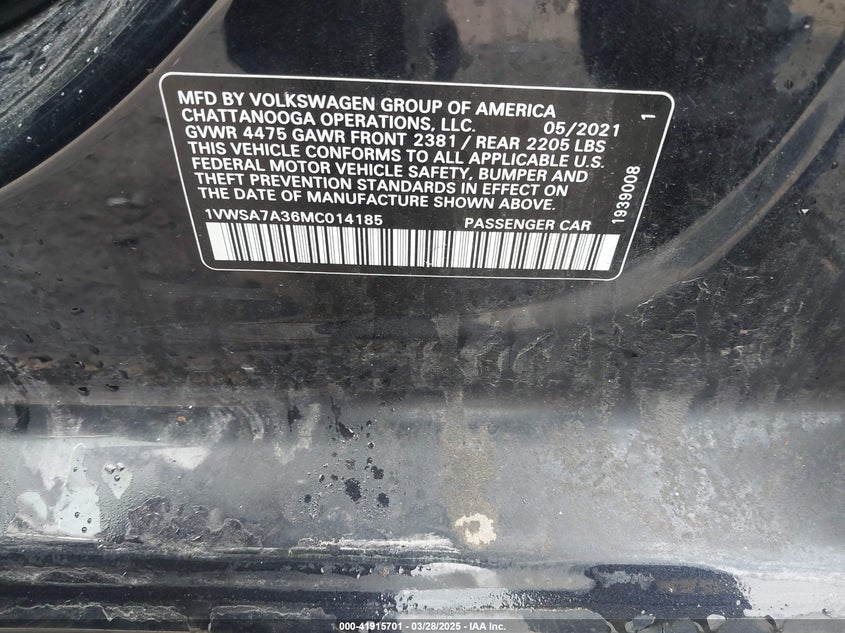 MFD BY VOLKSWAGEN GROUP OF AMERICA
CHATTANOOGA OPERATIONS, LLC. 05/2021
GVWR 4475 GAWR FRONT 2381 / REAR 2205 LBS
THIS VEHICLE CONFORMS TO ALL APPLICABLE U.S.
FEDERAL MOTOR VEHICLE SAFETY, BUMPER AND
THEFT PREVENTION STANDARDS IN EFFECT ON
THE DATE OF MANUFACTURE SHOWN ABOVE.
1VWSA7A36MC014185 PASSENGER CAR
1939008 1
000-41915701 - 03/28/2025 - IAA Inc.